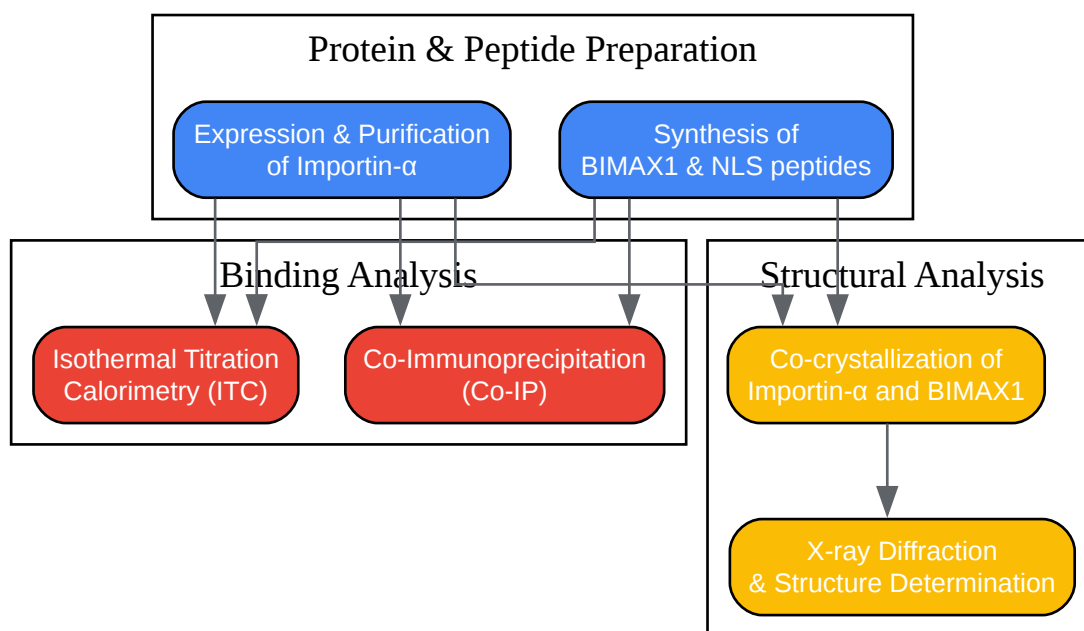 Protein & Peptide Preparation
Expression & Purification
of Importin-α
Synthesis of
BIMAX1 & NLS peptides
Binding Analysis
Isothermal Titration
Calorimetry (ITC)
Co-Immunoprecipitation
(Co-IP)
Structural Analysis
Co-crystallization of
Importin-α and BIMAX1
X-ray Diffraction
& Structure Determination